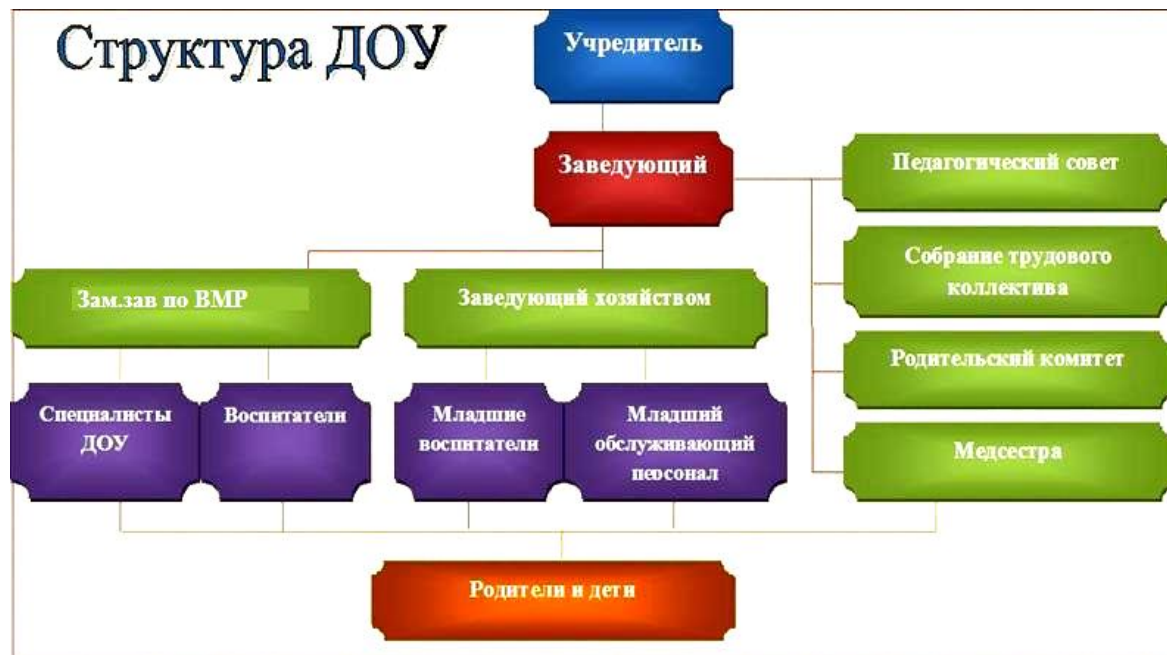 Структура ДОУ
Учредитель
Заведующий
Педагогический совет
Собрание трудового
коллектива
Родительский комитет
Медсестра
Зам.зав по ВМР
Заведующий хозяйством
Специалисты
ДОУ
Воспитатели
Младшие
воспитатели
Младший
обслуживающий
персонал
Родители и дети